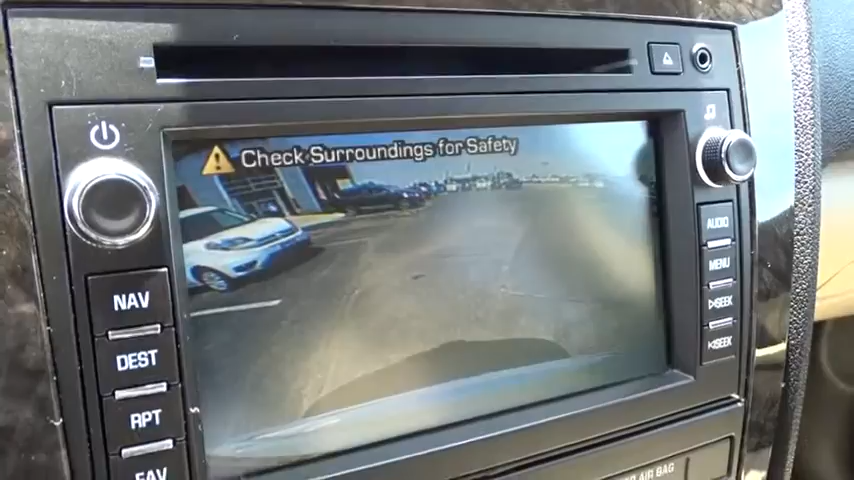 Check Surroundings for Safety
NAV
DEST
RPT
FAV
AUDIO
MENU
SEEK
SEEK
AIR BAG